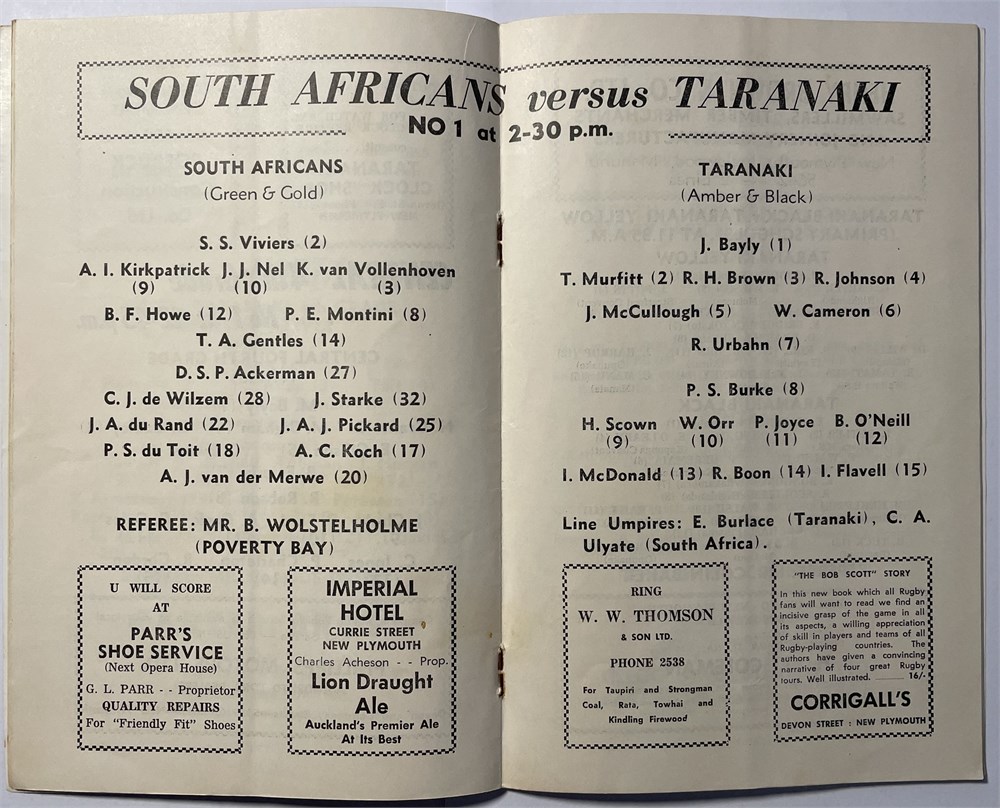 SOUTH AFRICANS versus TARANAKI
NO 1 at 2-30 p.m.
SOUTH AFRICANS
(Green & Gold)
S. S. Viviers (2)
A. I. Kirkpatrick J. J. Nel K. van Vollenhoven
(9) (10) (3)
B. F. Howe (12) P. E. Montini (8)
T. A. Gentles (14)
D. S. P. Ackerman (27)
C. J. de Wilzem (28) J. Starke (32)
J. A. du Rand (22) J. A. J. Pickard (25)
P. S. du Toit (18) A. C. Koch (17)
A. J. van der Merwe (20)
REFEREE: MR. B. WOLSTELHOLME
(POVERTY BAY)
U WILL SCORE
AT
PARR'S
SHOE SERVICE
(Next Opera House)
G. L. PARR - - Proprietor
QUALITY REPAIRS
For "Friendly Fit" Shoes
IMPERIAL
HOTEL
CURRIE STREET
NEW PLYMOUTH
Charles Acheson - - Prop.
Lion Draught
Ale
Auckland's Premier Ale
At Its Best
TARANAKI
(Amber & Black)
J. Bayly (1)
T. Murfitt (2) R. H. Brown (3) R. Johnson (4)
J. McCullough (5) W. Cameron (6)
R. Urbahn (7)
P. S. Burke (8)
H. Scown W. Orr P. Joyce B. O'Neill
(9) (10) (11) (12)
I. McDonald (13) R. Boon (14) I. Flavell (15)
Line Umpires: E. Burlace (Taranaki), C. A.
Ulyate (South Africa).
RING
W. W. THOMSON
& SON LTD.
PHONE 2538
For Taupiri and Strongman
Coal, Rata, Towhai and
Kindling Firewood
"THE BOB SCOTT" STORY
In this new book which all Rugby
fans will want to read we find an
incisive grasp of the game in all
its aspects, a willing appreciation
of skill in players and teams of all
Rugby-playing countries. The
authors have given a convincing
narrative of four great Rugby
tours. Well illustrated. ........ 16/-
CORRIGALL'S
DEVON STREET : NEW PLYMOUTH